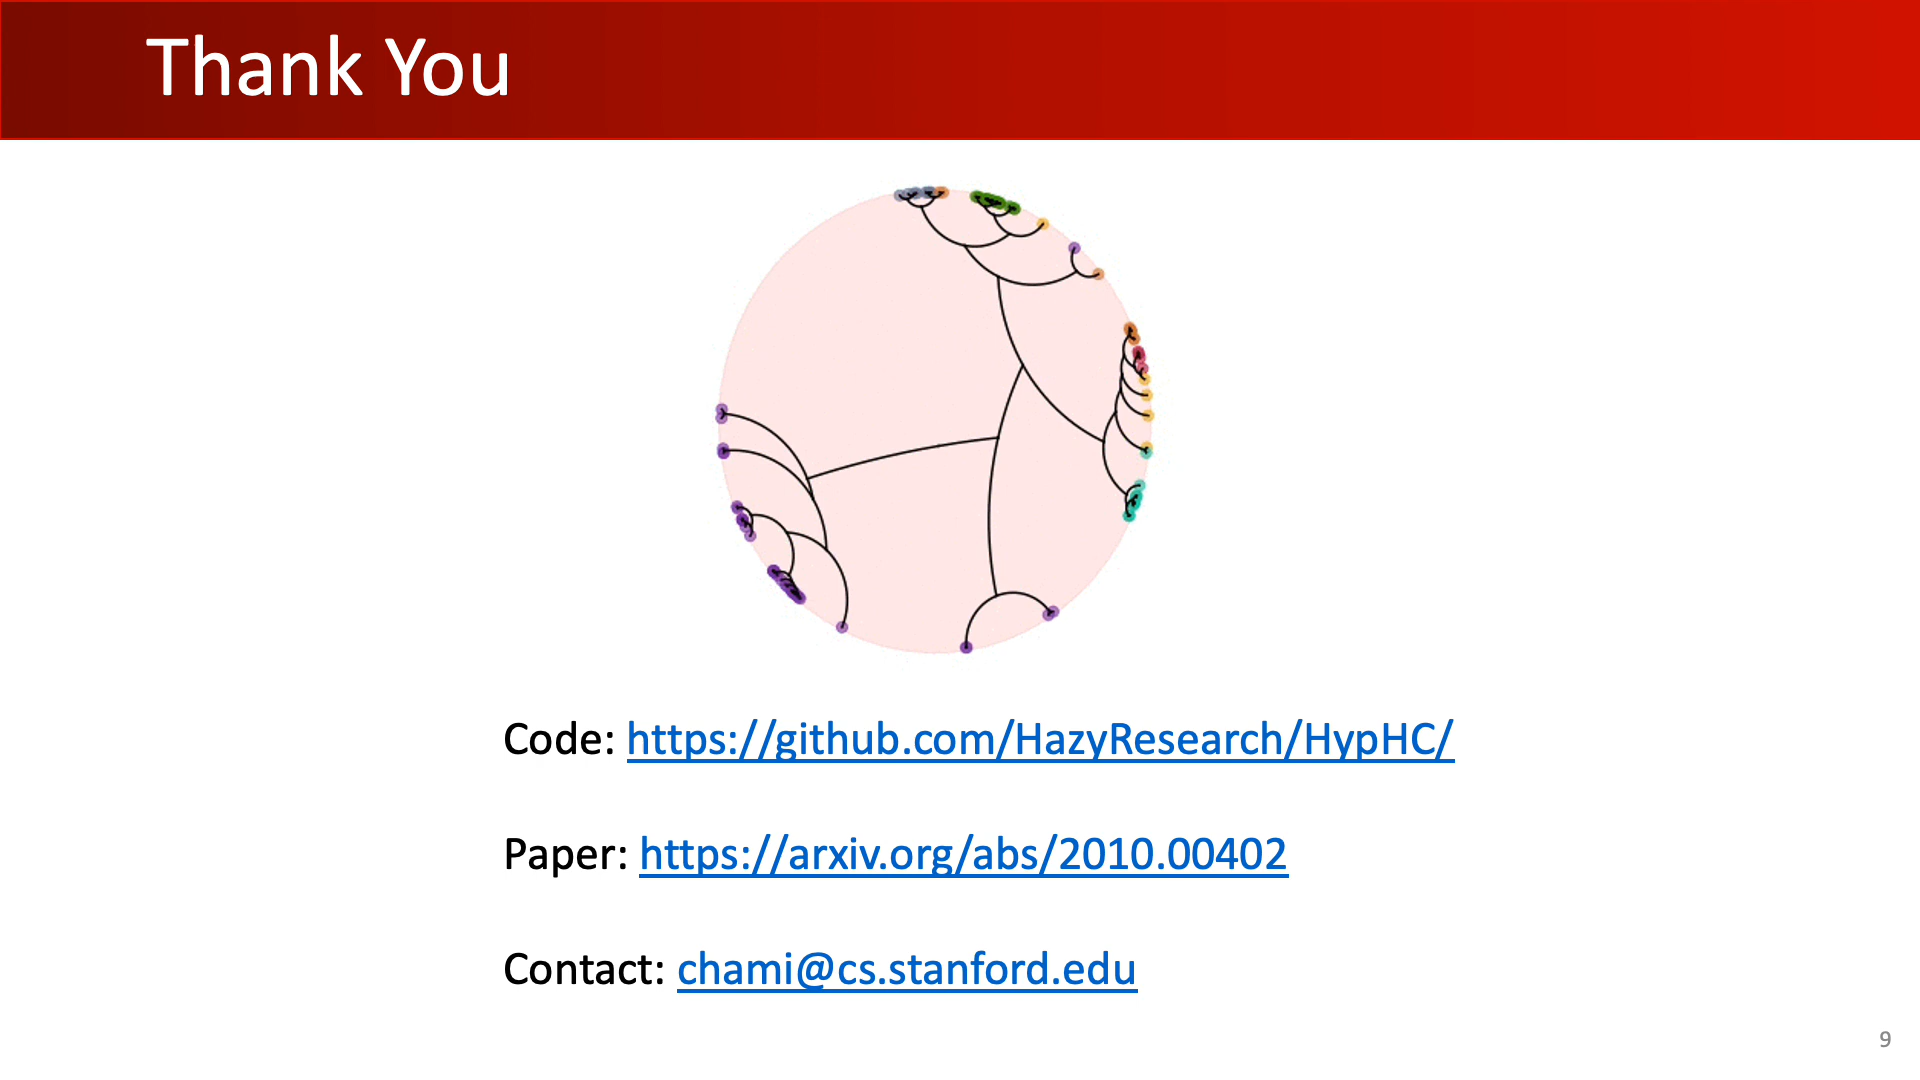 Thank You
Code: https://github.com/HazyResearch/HypHC/
Paper: https://arxiv.org/abs/2010.00402
Contact: chami@cs.stanford.edu
9